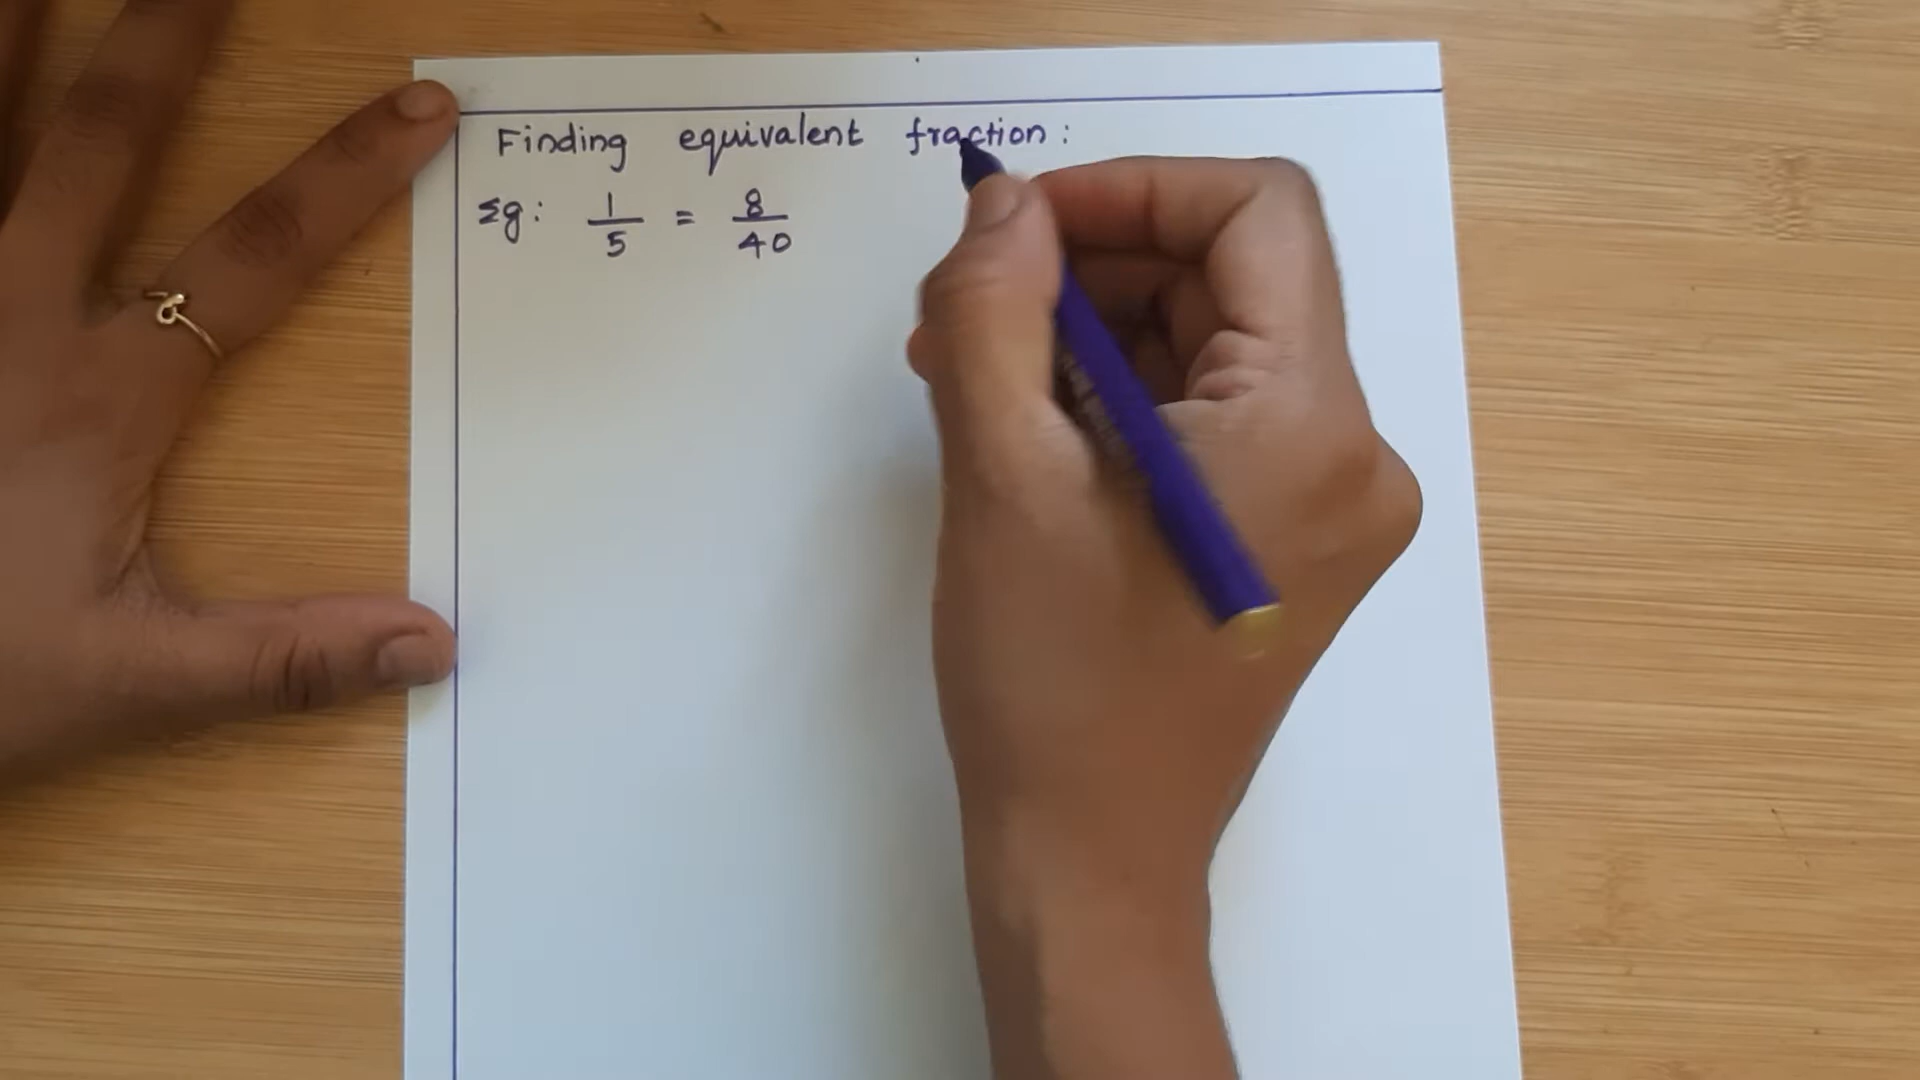 Finding equivalent fraction:
Eg: 1/5 = 8/40